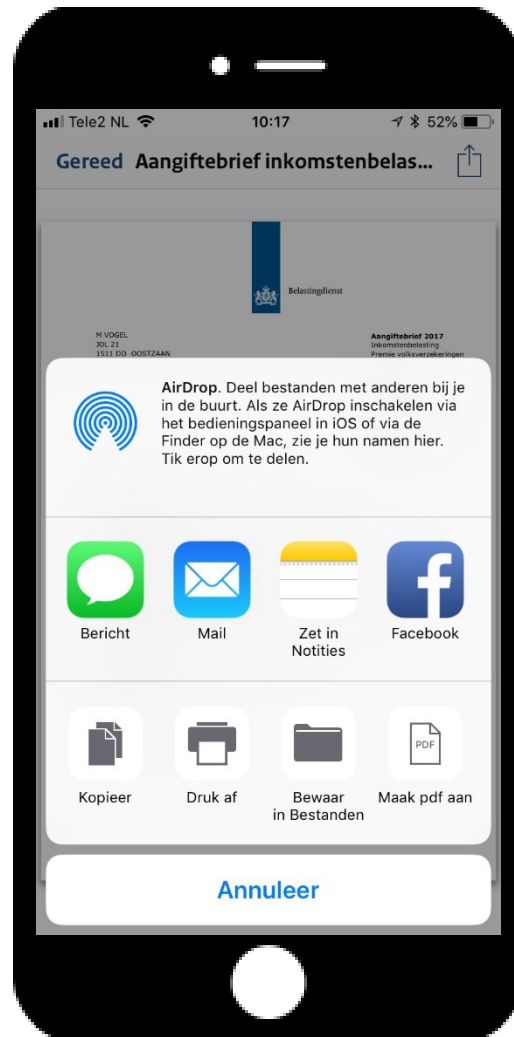 Tele2 NL 10:17 52%
Gereed Aangiftebrief inkomstenbelas...
Belastingdienst
M VOGEL
JOL 21
1511 DD OOSTZAAN
Aangiftebrief 2017
Inkomstenbelasting
Premie volksverzekeringen
AirDrop. Deel bestanden met anderen bij je
in de buurt. Als ze AirDrop inschakelen via
het bedieningspaneel in iOS of via de
Finder op de Mac, zie je hun namen hier.
Tik erop om te delen.
Bericht
Mail
Zet in
Notities
Facebook
Kopieer
Druk af
Bewaar
in Bestanden
PDF
Maak pdf aan
Annuleer